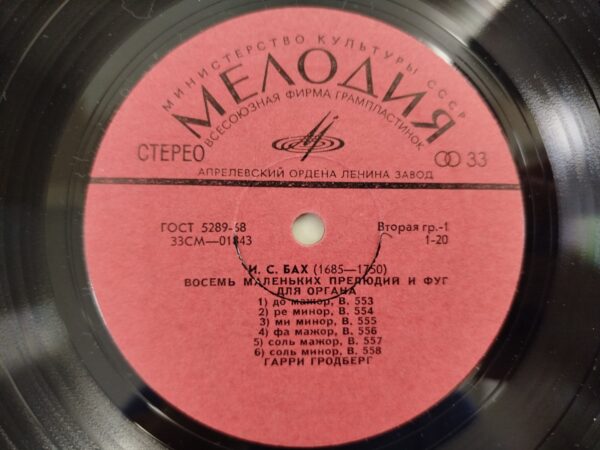 МИНИСТЕРСТВО КУЛЬТУРЫ СССР
МЕЛОДИЯ
ВСЕСОЮЗНАЯ ФИРМА ГРАМПЛАСТИНОК
СТЕРЕО
33
АПРЕЛЕВСКИЙ ОРДЕНА ЛЕНИНА ЗАВОД
ГОСТ 5289-68
Вторая гр.-1
33СМ—01843
1-20
И. С. БАХ (1685—1750)
ВОСЕМЬ МАЛЕНЬКИХ ПРЕЛЮДИЙ И ФУГ
ДЛЯ ОРГАНА
1) до мажор, В. 553
2) ре минор, В. 554
3) ми минор, В. 555
4) фа мажор, В. 556
5) соль мажор, В. 557
6) соль минор, В. 558
ГАРРИ ГРОДБЕРГ